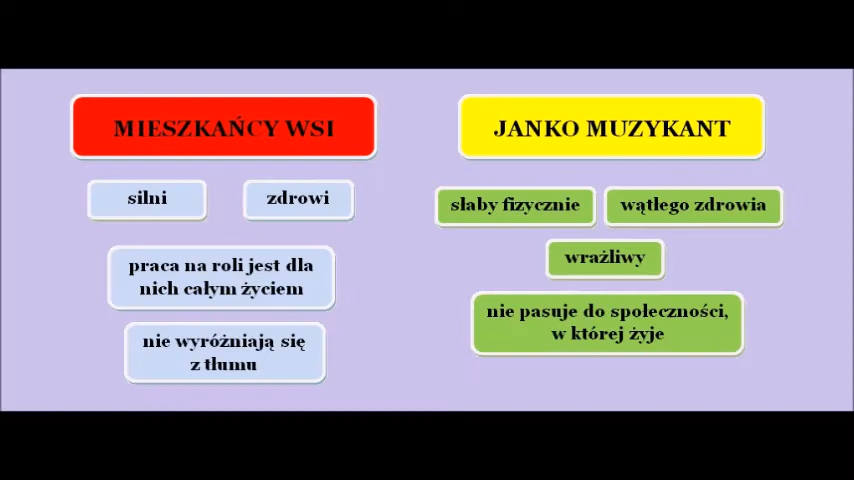 MIESZKAŃCY WSI
silni
zdrowi
praca na roli jest dla
nich całym życiem
nie wyróżniają się
z tłumu
JANKO MUZYKANT
słaby fizycznie
wątłego zdrowia
wrażliwy
nie pasuje do społeczności,
w której żyje